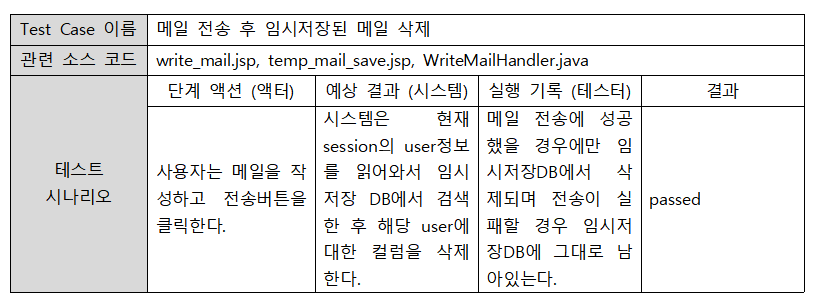 Test Case 이름
메일 전송 후 임시저장된 메일 삭제
관련 소스 코드
write_mail.jsp, temp_mail_save.jsp, WriteMailHandler.java
테스트
시나리오
단계 액션 (액터)
예상 결과 (시스템)
실행 기록 (테스터)
결과
사용자는 메일을 작
성하고 전송버튼을
클릭한다.
시스템은 현재
session의 user정보
를 읽어와서 임시
저장 DB에서 검색
한 후 해당 user에
대한 컬럼을 삭제
한다.
메일 전송에 성공
했을 경우에만 임
시저장DB에서 삭
제되며 전송이 실
패할 경우 임시저
장DB에 그대로 남
아있는다.
passed